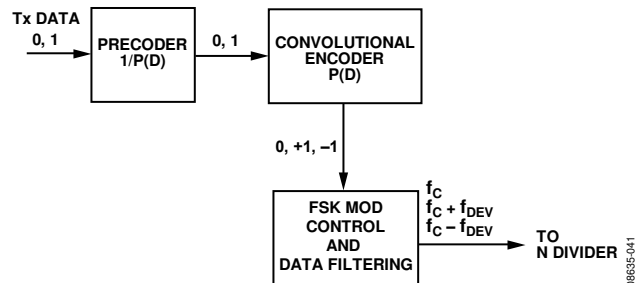 Tx DATA
0, 1
PRECODER
1/P(D)
0, 1
CONVOLUTIONAL
ENCODER
P(D)
0, +1, –1
FSK MOD
CONTROL
AND
DATA FILTERING
fC
fC + fDEV
fC – fDEV
TO
N DIVIDER
08635-041